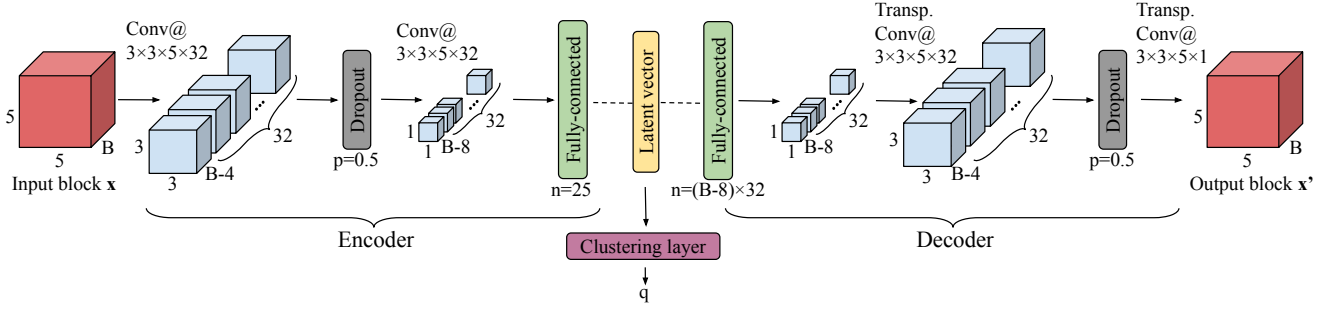 Conv@
3×3×5×32
5
5
B
Input block x
3
3
B-4
32
Dropout
p=0.5
Conv@
3×3×5×32
1
1
B-8
32
Fully-connected
n=25
Encoder
Latent vector
Clustering layer
q
Fully-connected
n=(B-8)×32
1
1
B-8
32
Transp.
Conv@
3×3×5×32
3
3
B-4
32
Dropout
p=0.5
Transp.
Conv@
3×3×5×1
5
5
B
Output block x’
Decoder